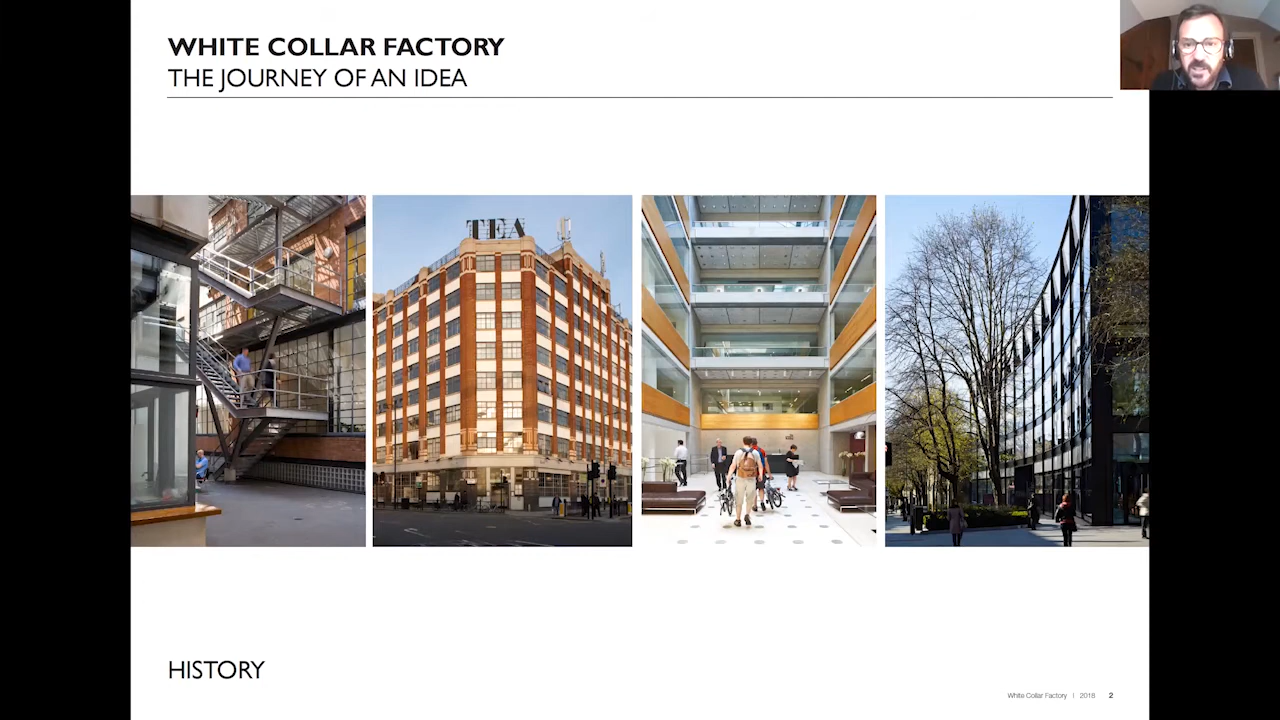 WHITE COLLAR FACTORY
THE JOURNEY OF AN IDEA
TEA
HISTORY
White Collar Factory | 2018 2